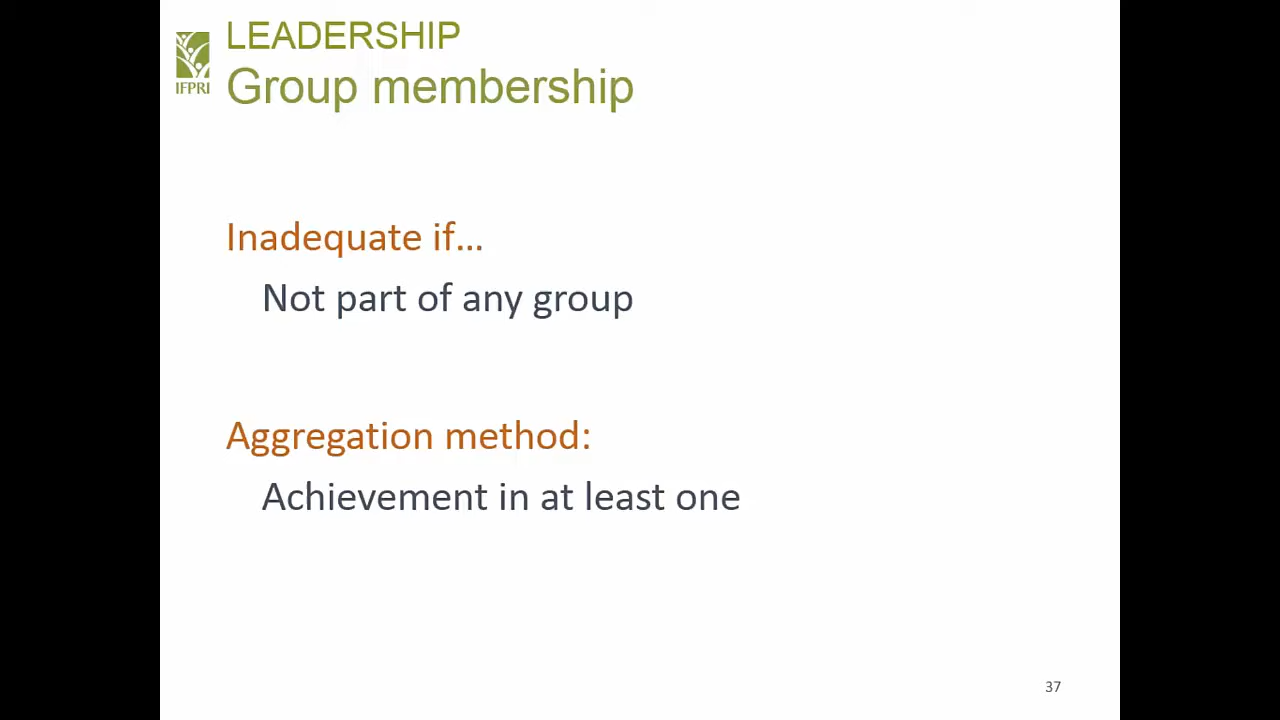 LEADERSHIP
IFPRI
Group membership
Inadequate if...
Not part of any group
Aggregation method:
Achievement in at least one
37